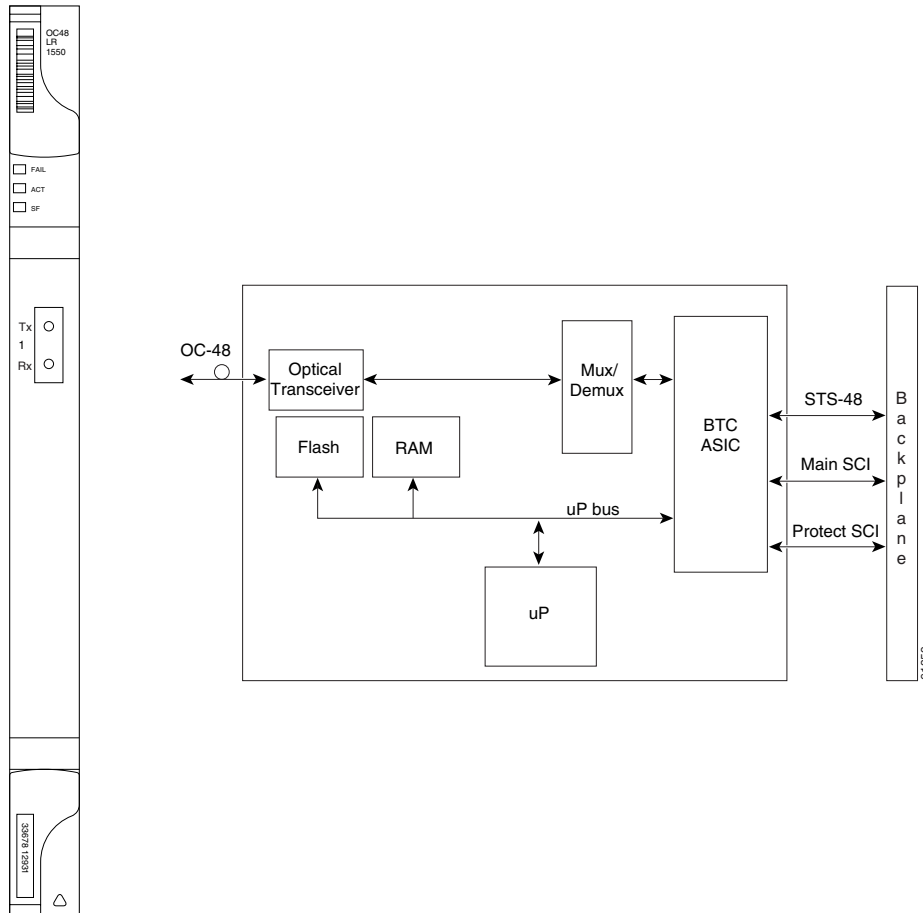 OC48
LR
1550
FAIL
ACT
SF
Tx
1
Rx
33678 12931
OC-48
Optical
Transceiver
Mux/
Demux
BTC
ASIC
Flash
RAM
uP bus
uP
STS-48
Main SCI
Protect SCI
Backplane